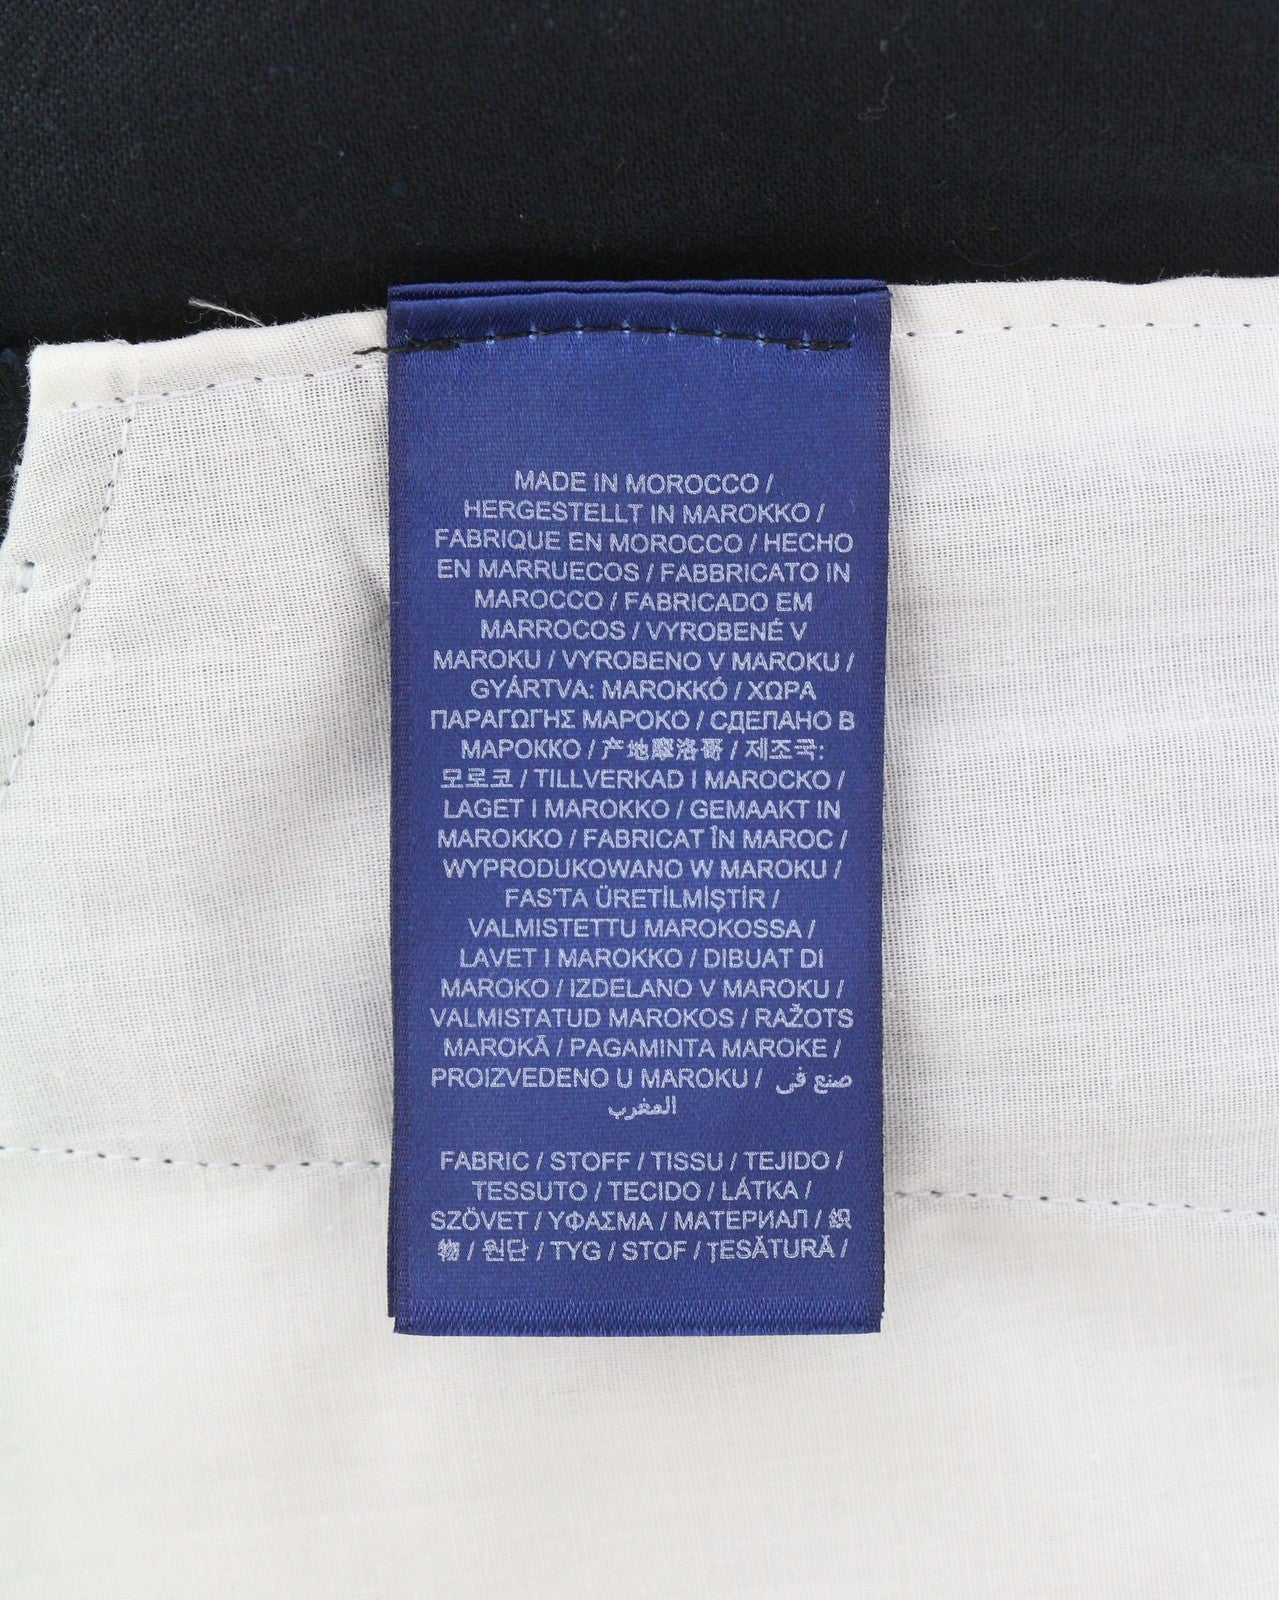 MADE IN MOROCCO /
HERGESTELLT IN MAROKKO /
FABRIQUE EN MOROCCO / HECHO
EN MARRUECOS / FABBRICATO IN
MAROCCO / FABRICADO EM
MARROCOS / VYROBENÉ V
MAROKU / VYROBENO V MAROKU /
GYÁRTVA: MAROKKÓ / ΧΩΡΑ
ΠΑΡΑΓΩΓΗΣ ΜΑΡΟΚΟ / СДЕЛАНО В
МАРОККО / 产地摩洛哥 / 제조국:
모로코 / TILLVERKAD I MAROCKO /
LAGET I MAROKKO / GEMAAKT IN
MAROKKO / FABRICAT ÎN MAROC /
WYPRODUKOWANO W MAROKU /
FAS'TA ÜRETİLMİŞTİR /
VALMISTETTU MAROKOSSA /
LAVET I MAROKKO / DIBUAT DI
MAROKO / IZDELANO V MAROKU /
VALMISTATUD MAROKOS / RAŽOTS
MAROKĀ / PAGAMINTA MAROKE /
PROIZVEDENO U MAROKU / صنع في
المغرب
FABRIC / STOFF / TISSU / TEJIDO /
TESSUTO / TECIDO / LÁTKA /
SZÖVET / ΥΦΑΣΜΑ / МАТЕРИАЛ / 织
物 / 원단 / TYG / STOF / ȚESĂTURĂ /